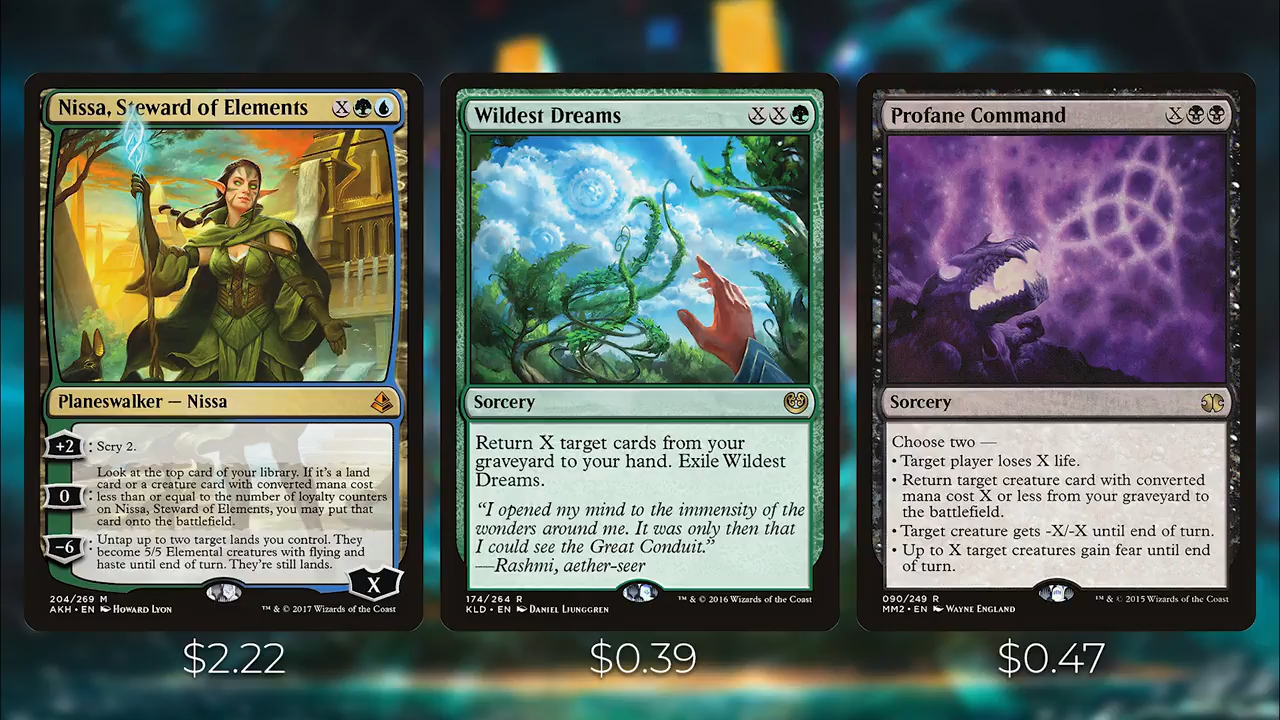 Nissa, Steward of Elements X
Planeswalker — Nissa
+2 : Scry 2.
Look at the top card of your library. If it's a land
card or a creature card with converted mana cost
0 : less than or equal to the number of loyalty counters
on Nissa, Steward of Elements, you may put that
card onto the battlefield.
-6 : Untap up to two target lands you control. They
become 5/5 Elemental creatures with flying and
haste until end of turn. They're still lands.
X
204/269 M
AKH • EN Howard Lyon
™ & © 2017 Wizards of the Coast
$2.22
Wildest Dreams X X
Sorcery
Return X target cards from your
graveyard to your hand. Exile Wildest
Dreams.
"I opened my mind to the immensity of the
wonders around me. It was only then that
I could see the Great Conduit."
—Rashmi, aether-seer
174/264 R
KLD • EN Daniel Ljunggren
™ & © 2016 Wizards of the Coast
$0.39
Profane Command X
Sorcery
Choose two —
• Target player loses X life.
• Return target creature card with converted
mana cost X or less from your graveyard to
the battlefield.
• Target creature gets -X/-X until end of turn.
• Up to X target creatures gain fear until end
of turn.
090/249 R
MM2 • EN Wayne England
™ & © 2015 Wizards of the Coast
$0.47